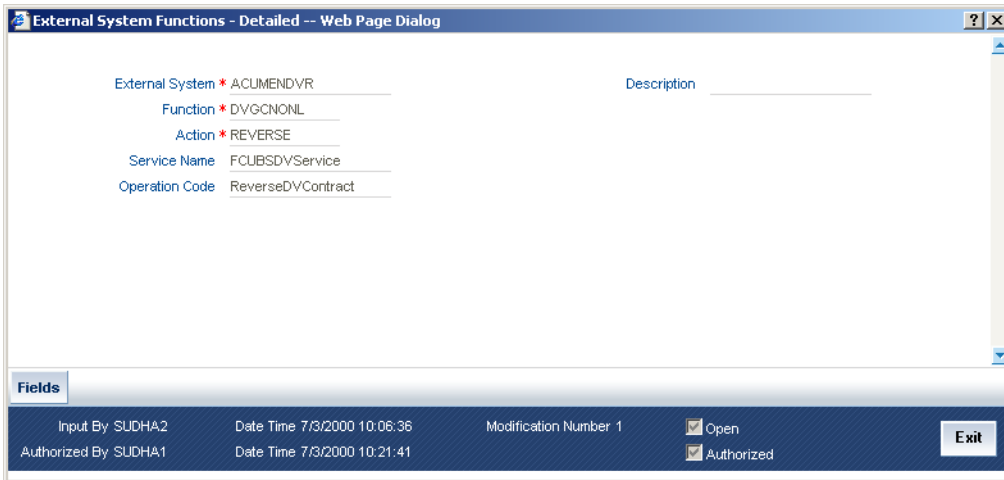 External System Functions - Detailed -- Web Page Dialog
External System * ACUMENDVR Description
Function * DVGCNONL
Action * REVERSE
Service Name FCUBSDVService
Operation Code ReverseDVContract
Fields
Input By SUDHA2 Date Time 7/3/2000 10:06:36 Modification Number 1 Open
Authorized By SUDHA1 Date Time 7/3/2000 10:21:41 Authorized
Exit